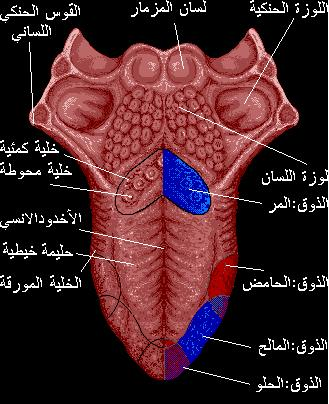 القوس الحنكي
اللساني
لسان المزمار
اللوزة الحنكية
خلية كمئية
خلية محوطة
لوزة اللسان
الذوق:المر
الآخدودالانسي
حليمة خيطية
الخلية المورقة
الذوق:الحامض
الذوق:المالح
الذوق:الحلو